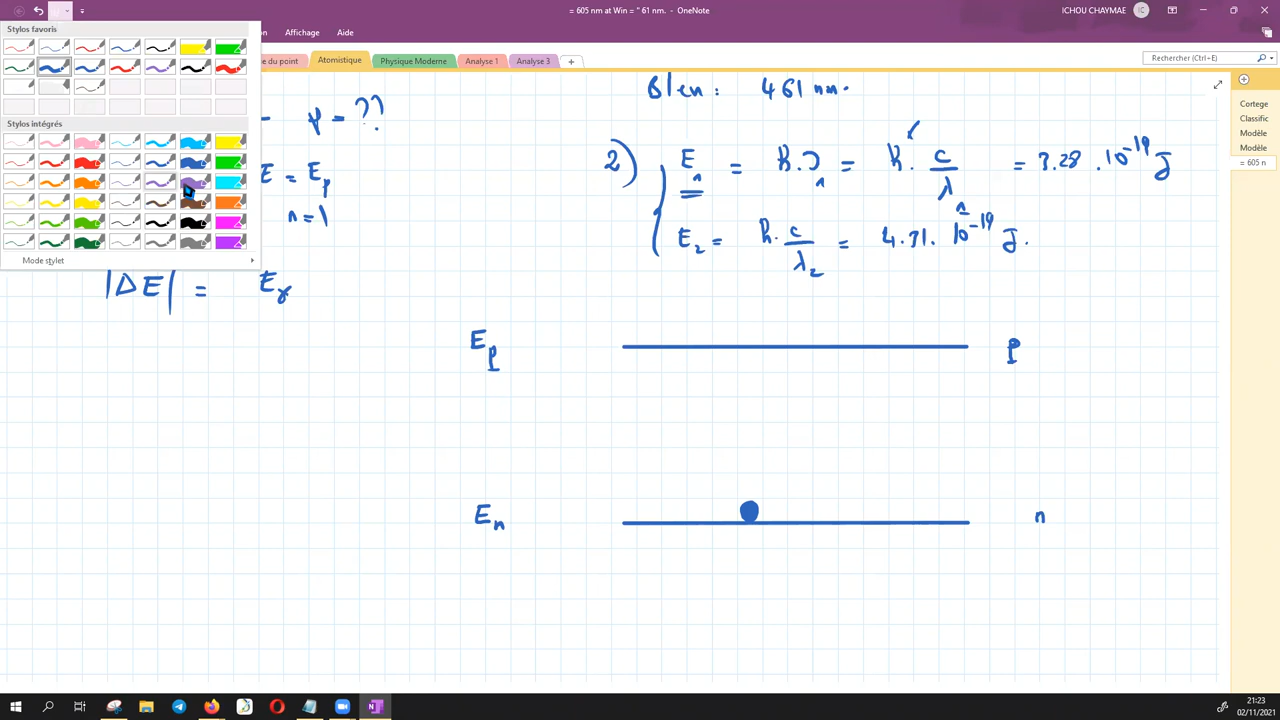 = 605 nm at Win = " 61 nm. - OneNote
ICHOU CHAYMAE IC
Stylos favoris
Affichage Aide
du point Atomistique Physique Moderne Analyse 1 Analyse 3 +
Rechercher (Ctrl+E)
Bleu : 461 nm.
Stylos intégrés
p = ??
E = Ep
n = 1
2) E1 = h.ν1 = h. c/λ1 = 3.28 . 10^-19 J
E2 = h. c/λ2 = 4.31. 10^-19 J.
Mode stylet
|ΔE| = Eγ
Ep p
En n
Cortege
Classific
Modèle
Modèle
= 605 n
21:23
02/11/2021